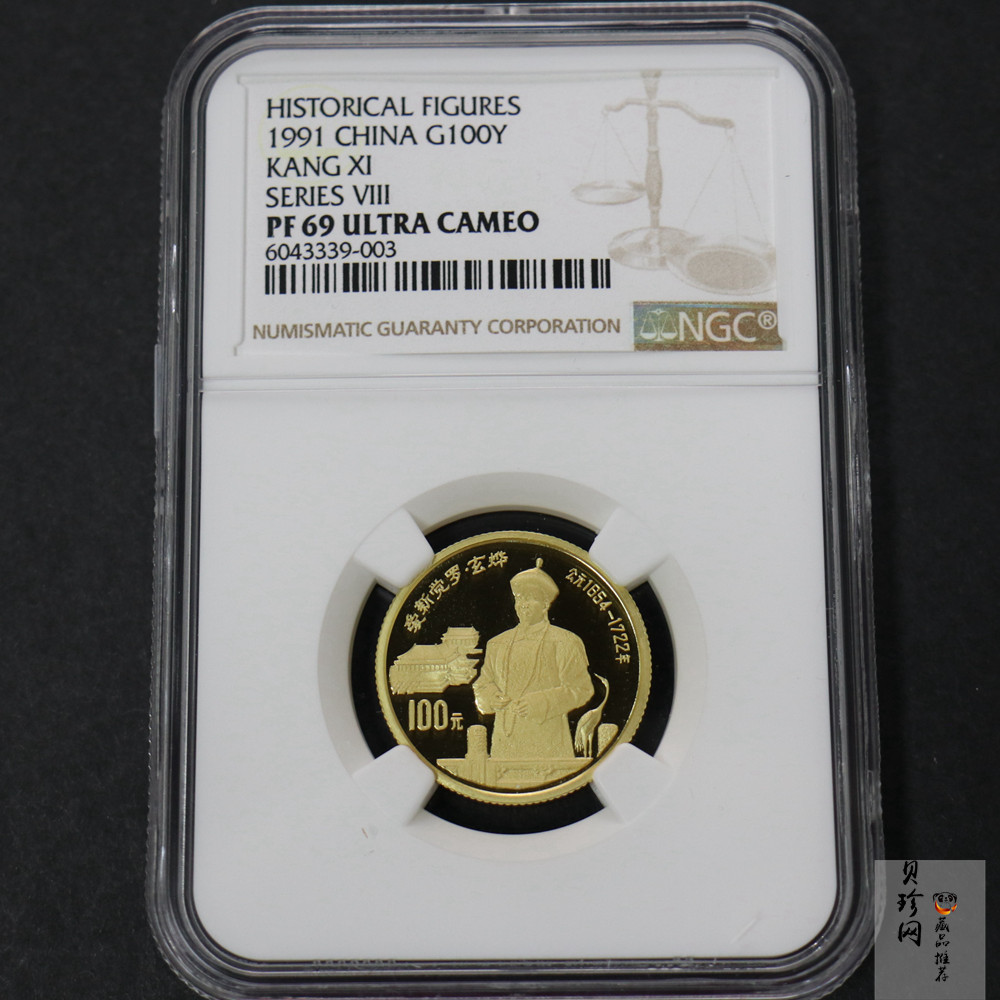 HISTORICAL FIGURES
1991 CHINA G100Y
KANG XI
SERIES VIII
PF 69 ULTRA CAMEO
6043339-003
NUMISMATIC GUARANTY CORPORATION
NGC®
爱新觉罗·玄烨
公元1654-1722年
100元
贝珍网
藏品推荐